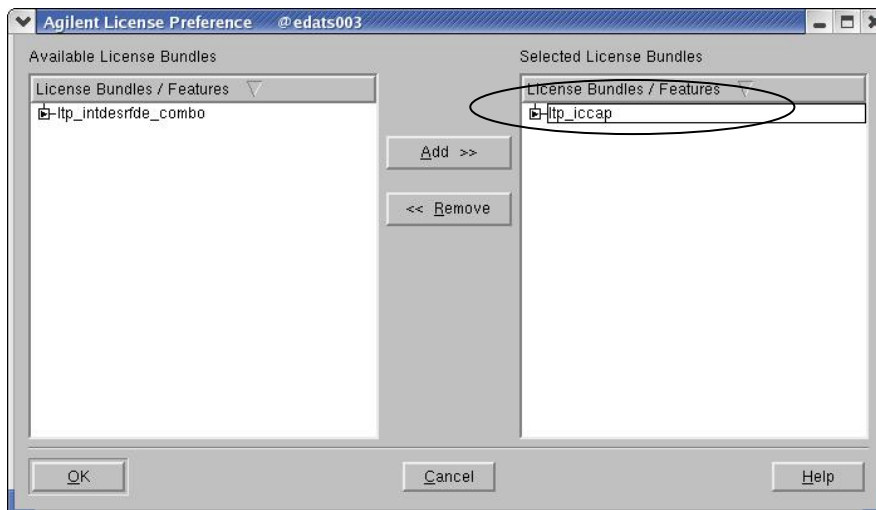 Agilent License Preference @edats003
Available License Bundles
Selected License Bundles
License Bundles / Features
License Bundles / Features
ltp_intdesrfde_combo
ltp_iccap
Add >>
<< Remove
OK
Cancel
Help